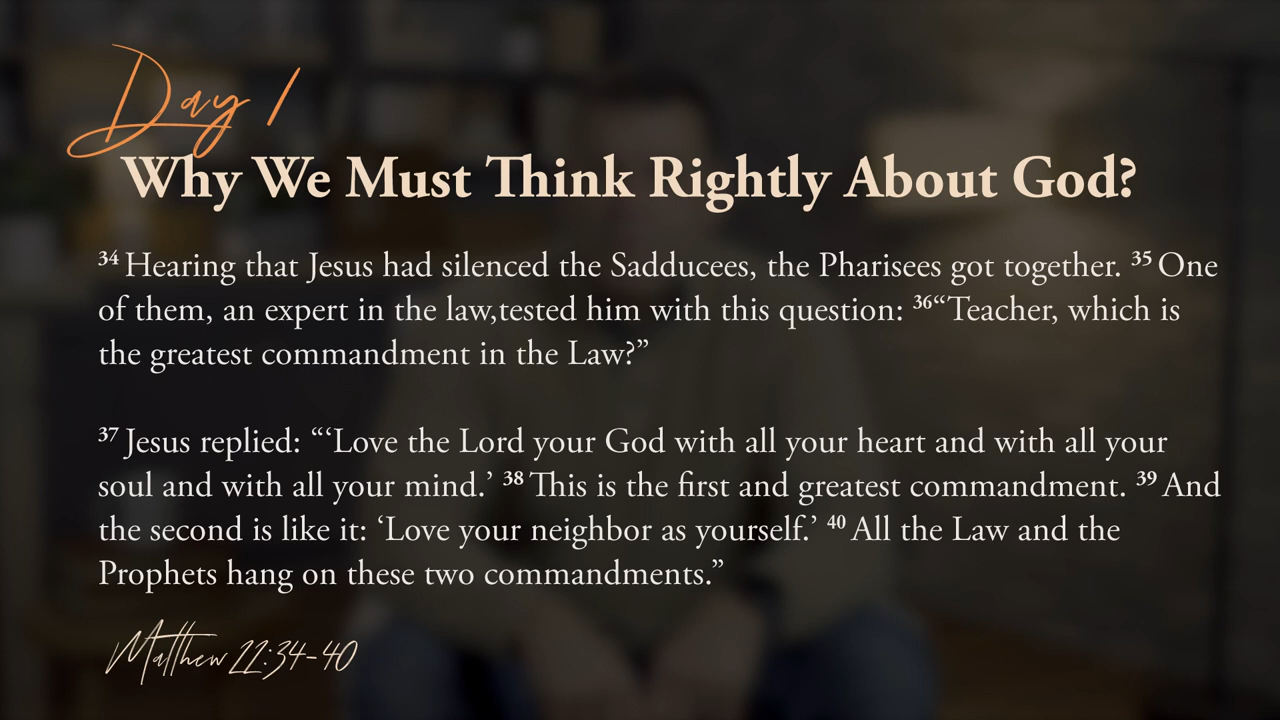 Day 1
Why We Must Think Rightly About God?
34 Hearing that Jesus had silenced the Sadducees, the Pharisees got together. 35 One
of them, an expert in the law,tested him with this question: 36“Teacher, which is
the greatest commandment in the Law?”
37 Jesus replied: “‘Love the Lord your God with all your heart and with all your
soul and with all your mind.’ 38 This is the first and greatest commandment. 39 And
the second is like it: ‘Love your neighbor as yourself.’ 40 All the Law and the
Prophets hang on these two commandments.”
Matthew 22:34-40